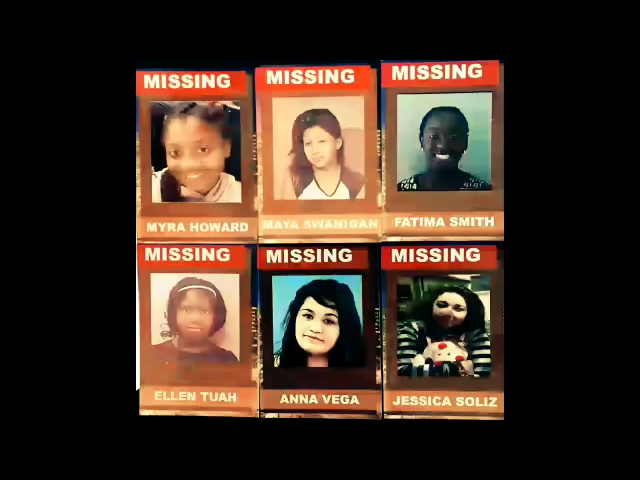 MISSING MISSING MISSING
MYRA HOWARD MAYA SWANIGAN FATIMA SMITH
MISSING MISSING MISSING
ELLEN TUAH ANNA VEGA JESSICA SOLIZ